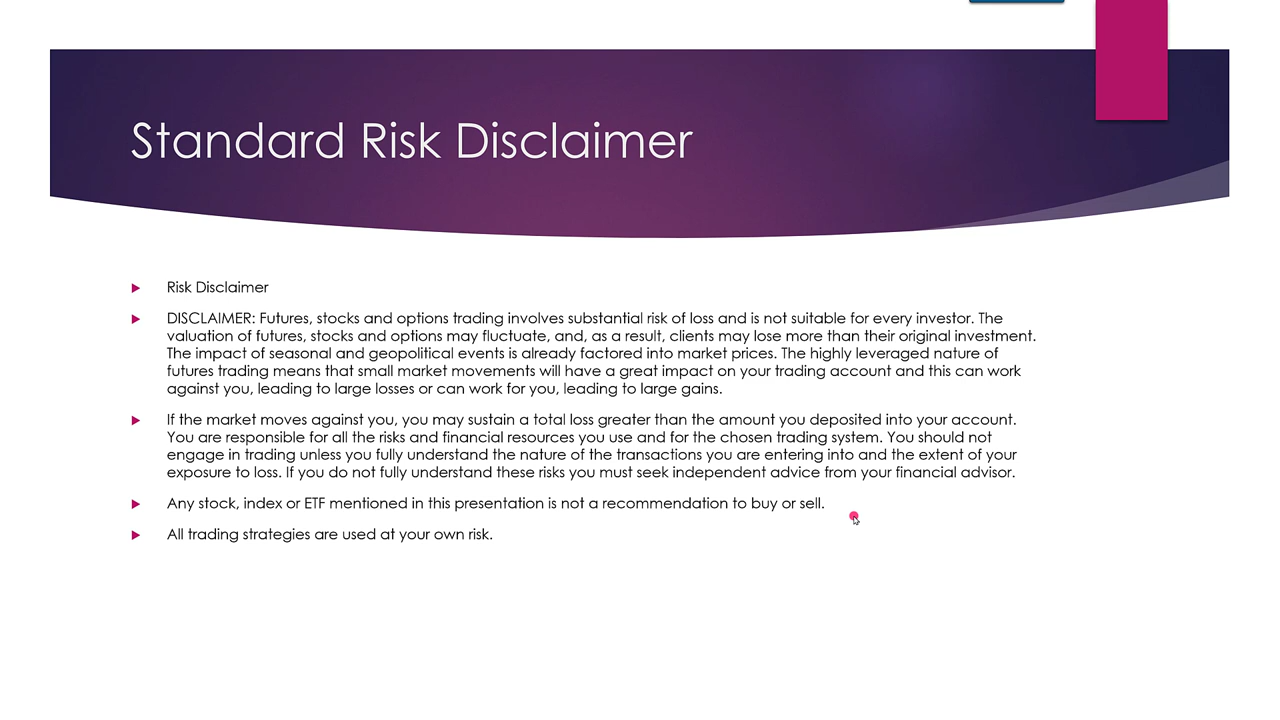 Standard Risk Disclaimer
Risk Disclaimer
DISCLAIMER: Futures, stocks and options trading involves substantial risk of loss and is not suitable for every investor. The
valuation of futures, stocks and options may fluctuate, and, as a result, clients may lose more than their original investment.
The impact of seasonal and geopolitical events is already factored into market prices. The highly leveraged nature of
futures trading means that small market movements will have a great impact on your trading account and this can work
against you, leading to large losses or can work for you, leading to large gains.
If the market moves against you, you may sustain a total loss greater than the amount you deposited into your account.
You are responsible for all the risks and financial resources you use and for the chosen trading system. You should not
engage in trading unless you fully understand the nature of the transactions you are entering into and the extent of your
exposure to loss. If you do not fully understand these risks you must seek independent advice from your financial advisor.
Any stock, index or ETF mentioned in this presentation is not a recommendation to buy or sell.
All trading strategies are used at your own risk.